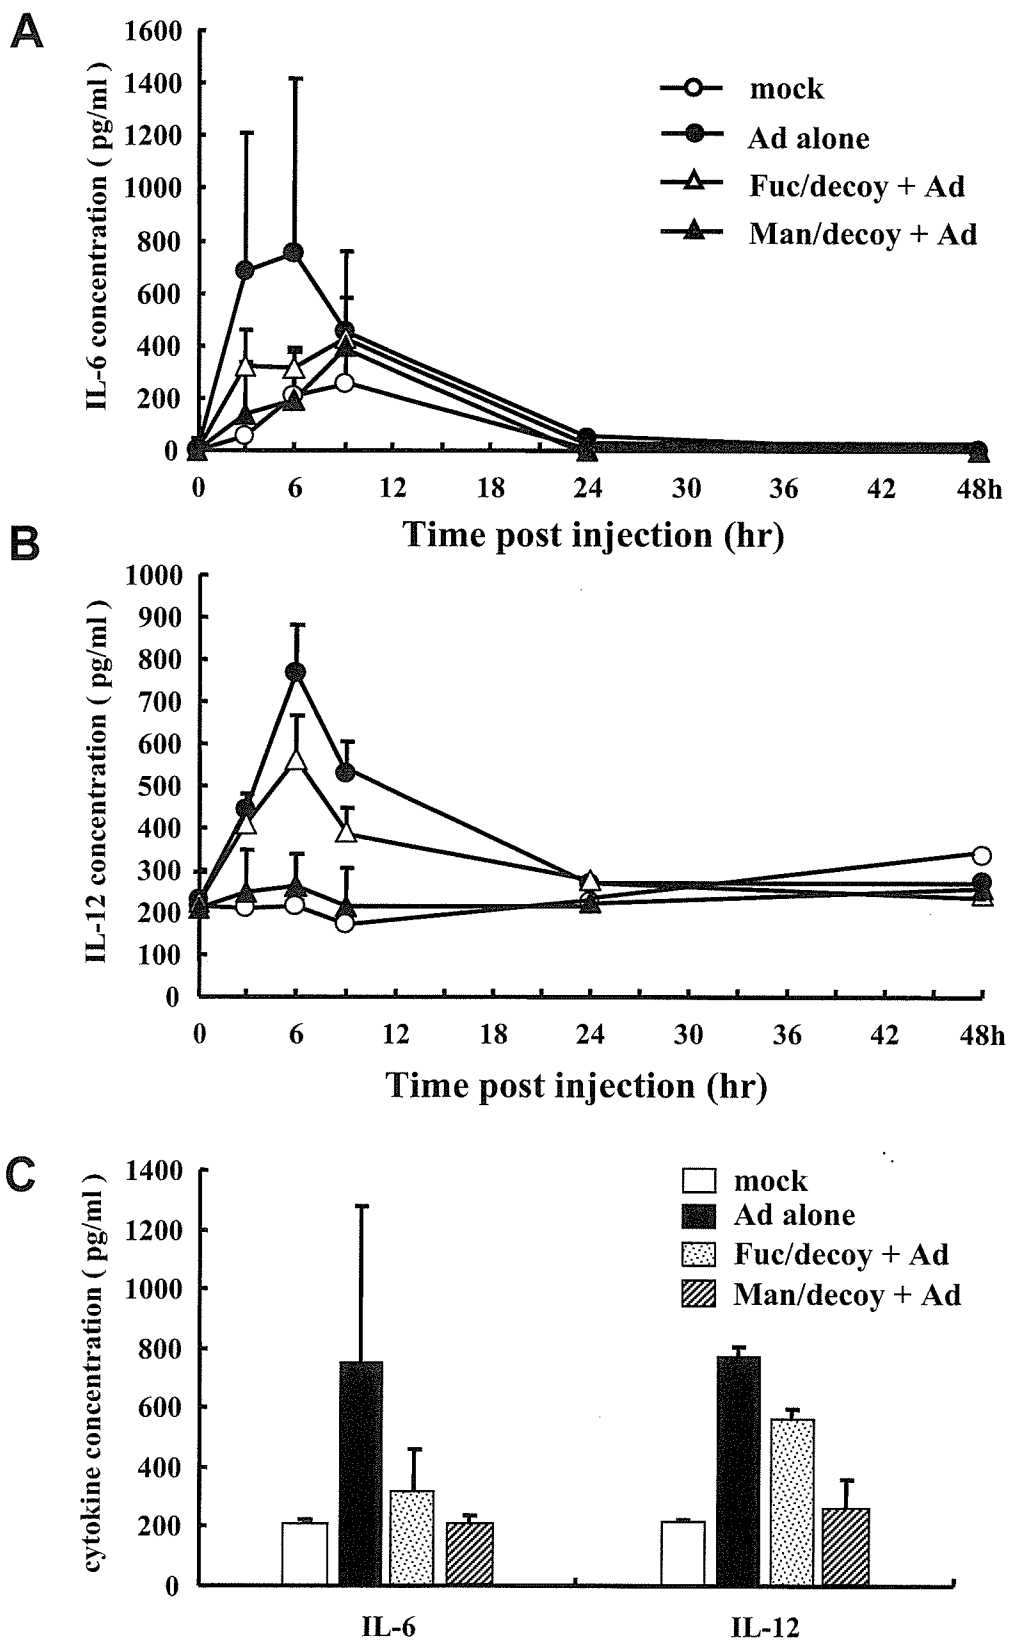 A
1600
1400
1200
1000
800
600
400
200
0
IL-6 concentration ( pg/ml )
mock
Ad alone
Fuc/decoy + Ad
Man/decoy + Ad
0 6 12 18 24 30 36 42 48h
Time post injection (hr)
B
1000
900
800
700
600
500
400
300
200
100
0
IL-12 concentration ( pg/ml )
0 6 12 18 24 30 36 42 48h
Time post injection (hr)
C
1400
1200
1000
800
600
400
200
0
cytokine concentration ( pg/ml )
mock
Ad alone
Fuc/decoy + Ad
Man/decoy + Ad
IL-6 IL-12